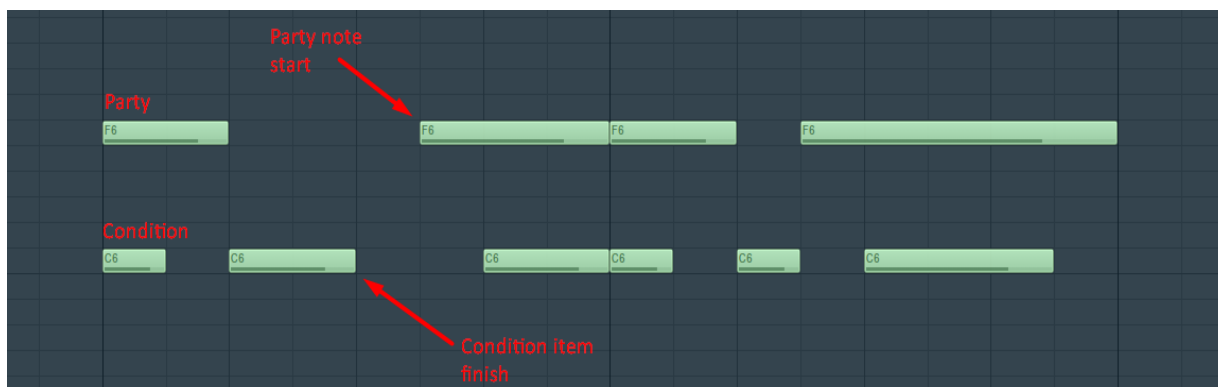 Party note
start
Party
F6
F6
F6
F6
Condition
C6
C6
C6
C6
C6
C6
Condition item
finish